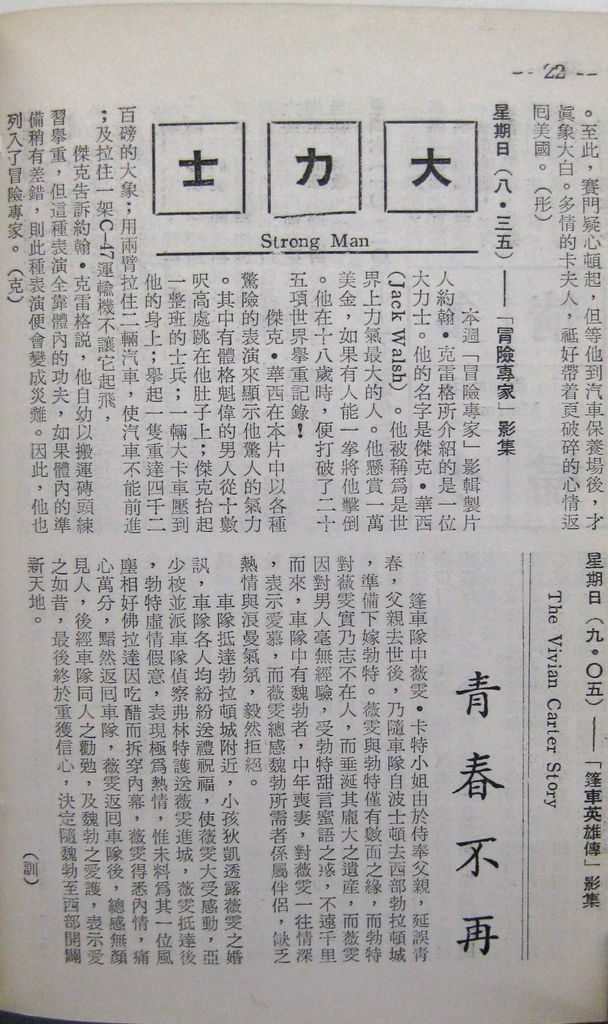 -- 22 --
。至此，賽門疑心頓起，但等他到汽車保養場後，才
眞象大白。多情的卡夫人，祗好帶着更破碎的心情返
囘美國。（彤）
星期日（八·三五）——「冒險專家」影集
大力士
Strong Man
本週「冒險專家」影輯製片
人約翰·克雷格所介紹的是一位
大力士。他的名字是傑克·華西
(Jack Walsh)。他被稱爲是世
界上力氣最大的人。他懸賞一萬
美金，如果有人能一拳將他擊倒
。他在十八歲時，便打破了二十
五項世界擧重記錄！
傑克·華西在本片中以各種
驚險的表演來顯示他驚人的氣力
。其中有體格魁偉的男人從十數
呎高處跳在他肚子上；傑克抬起
一整班的士兵；一輛大卡車壓到
他的身上；擧起一隻重達四千二
百磅的大象；用兩臂拉住二輛汽車，使汽車不能前進
；及拉住一架C—47運輸機不讓它起飛，
傑克告訴約翰·克雷格說，他自幼以搬運磚頭練
習擧重，但這種表演全靠體內的功夫，如果體內的準
備稍有差錯，則此種表演便會變成災難。因此，他也
列入了冒險專家。（克）
星期日（九·〇五）——「篷車英雄傳」影集
The Vivian Carter Story
青春不再
篷車隊中薇雯·卡特小姐由於侍奉父親，延誤青
春，父親去世後，乃隨車隊自波士頓去西部勃拉頓城
，準備下嫁勃特。薇雯與勃特僅有數面之緣，而勃特
對薇雯實乃志不在人，而垂涎其龐大之遺産，而薇雯
因對男人毫無經驗，受勃特甜言蜜語之惑，不遠千里
而來，車隊中有魏勃者，中年喪妻，對薇雯一往情深
，表示愛慕，而薇雯總感魏勃所需者係屬伴侶，缺乏
熱情與浪曼氣氛，毅然拒絕。
車隊抵達勃拉頓城附近，小孩狄凱透露薇雯之婚
訊，車隊各人均紛紛送禮祝福，使薇雯大受感動，亞
少校並派車隊偵察弗林特護送薇雯進城，薇雯抵達後
，勃特虛情假意，表現極爲熱情，惟未料爲其一位風
塵相好佛拉達因吃醋而拆穿內幕，薇雯得悉內情，痛
心萬分，黯然返囘車隊，薇雯返囘車隊後，總感無顏
見人，後經車隊同人之勸勉，及魏勃之愛護，表示愛
之如昔，最後終於重獲信心，決定隨魏勃至西部開闢
新天地。
（訓）